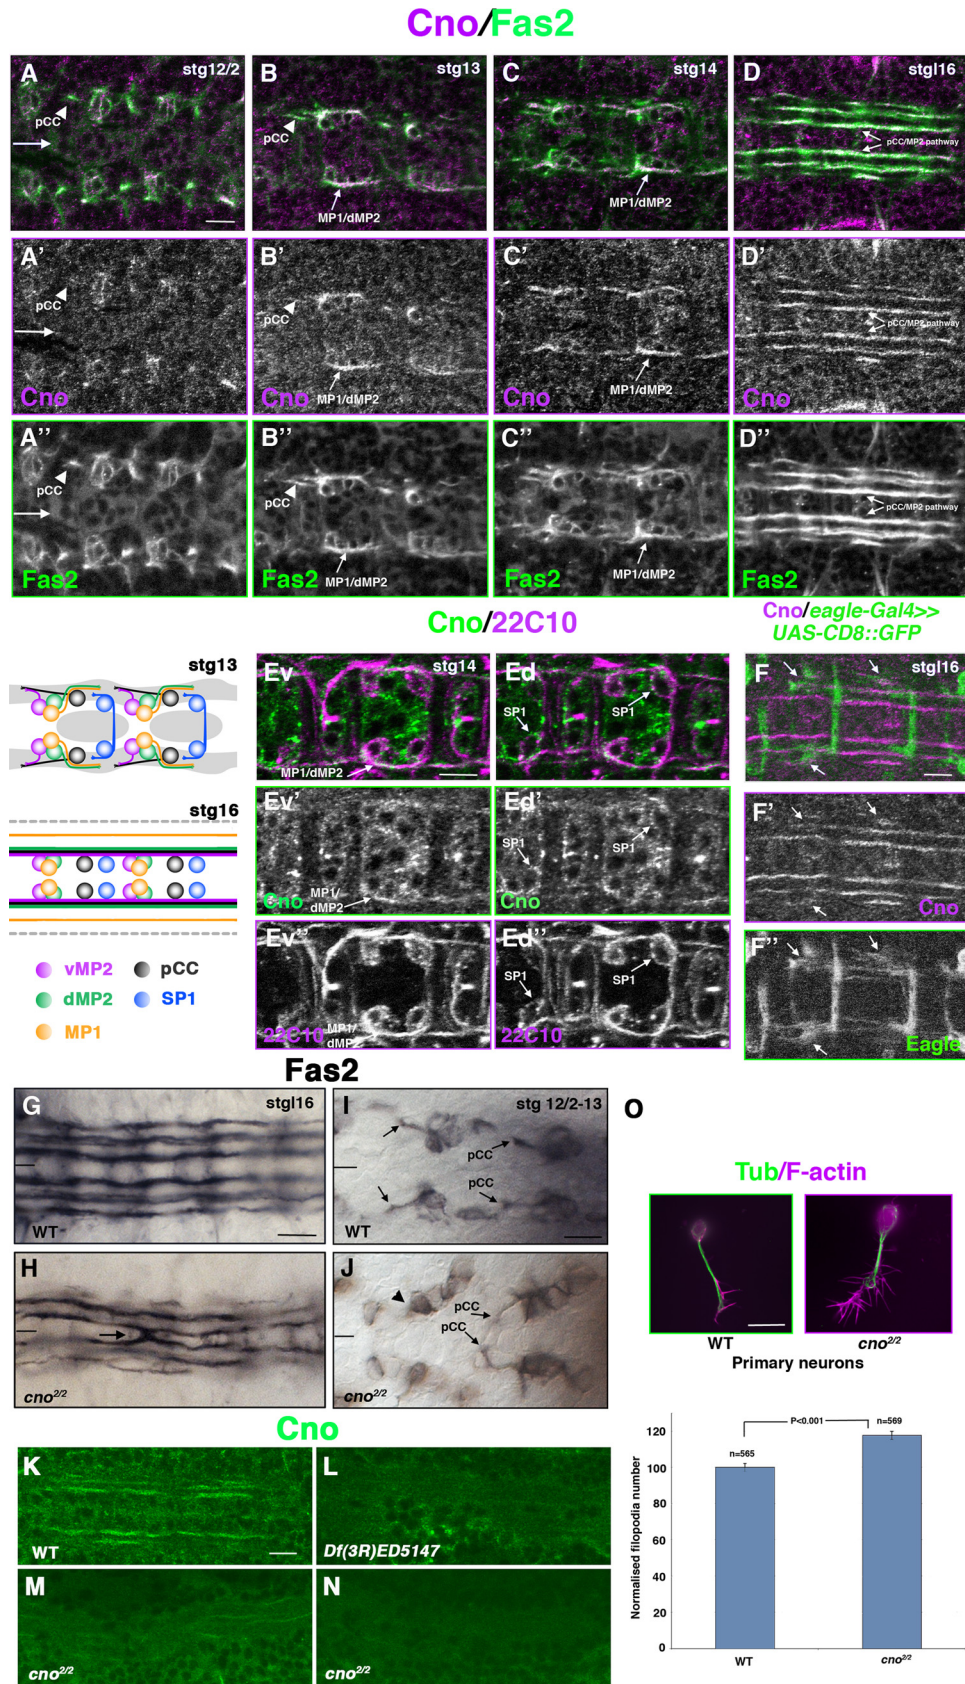 Cno/Fas2
A
stg12/2
pCC
B
stg13
pCC
MP1/dMP2
C
stg14
MP1/dMP2
D
stgl16
pCC/MP2 pathway
A'
pCC
Cno
B'
pCC
MP1/dMP2
Cno
C'
MP1/dMP2
Cno
D'
pCC/MP2 pathway
Cno
A''
pCC
Fas2
B''
pCC
MP1/dMP2
Fas2
C''
MP1/dMP2
Fas2
D''
pCC/MP2 pathway
Fas2
stg13
stg16
vMP2
pCC
dMP2
SP1
MP1
Cno/22C10
Ev
stg14
MP1/dMP2
Ed
SP1
SP1
Ev'
MP1/
dMP2
Cno
Ed'
SP1
SP1
Cno
Ev''
MP1/
dMP2
22C10
Ed''
SP1
SP1
22C10
Cno/eagle-Gal4>>
UAS-CD8::GFP
F
stgl16
F'
Cno
F''
Eagle
Fas2
G
stgl16
WT
I
stg 12/2-13
pCC
pCC
WT
H
cno2/2
J
pCC
pCC
cno2/2
Cno
K
WT
L
Df(3R)ED5147
M
cno2/2
N
cno2/2
O
Tub/F-actin
WT
cno2/2
Primary neurons
P<0.001
n=565
n=569
Normalised filopodia number
120
100
80
60
40
20
0
WT
cno2/2